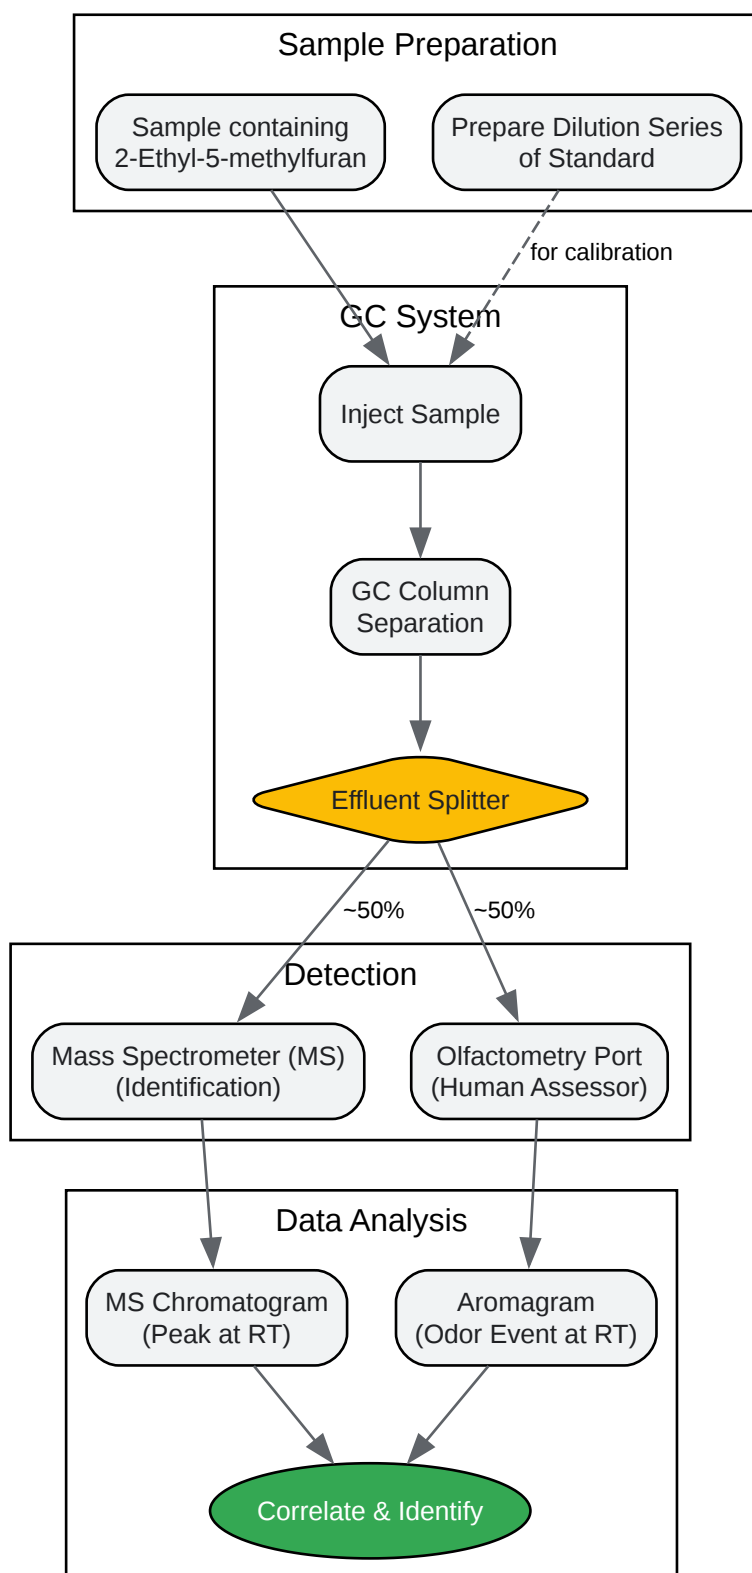 Sample Preparation
Sample containing
2-Ethyl-5-methylfuran
Prepare Dilution Series
of Standard
for calibration
GC System
Inject Sample
GC Column
Separation
Effluent Splitter
~50%
~50%
Detection
Mass Spectrometer (MS)
(Identification)
Olfactometry Port
(Human Assessor)
Data Analysis
MS Chromatogram
(Peak at RT)
Aromagram
(Odor Event at RT)
Correlate & Identify